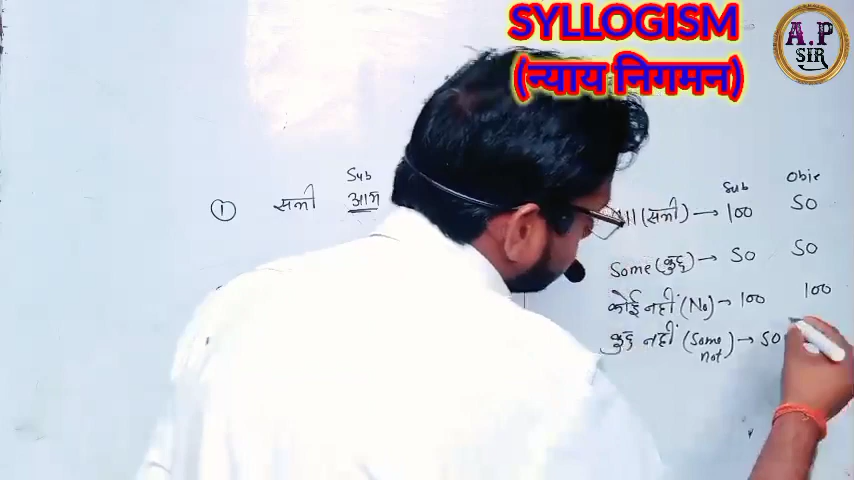 SYLLOGISM
(न्याय निगमन)
A.P
SIR
Sub
① सभी आम
Sub Obje
(सभी) → 100 50
Some (कुछ) → 50 50
कोई नहीं (No) → 100 100
कुछ नहीं (Some not) → 50